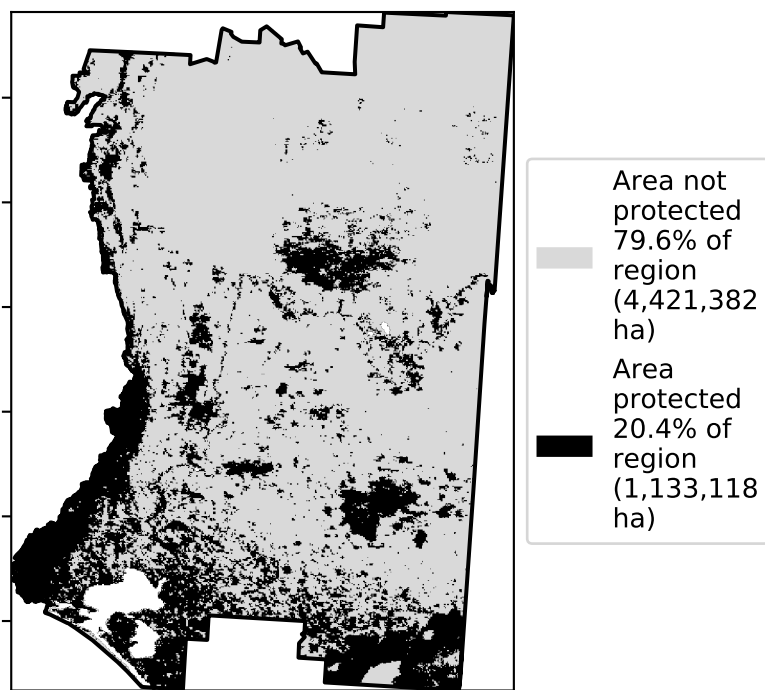 Area not
protected
79.6% of
region
(4,421,382
ha)
Area
protected
20.4% of
region
(1,133,118
ha)